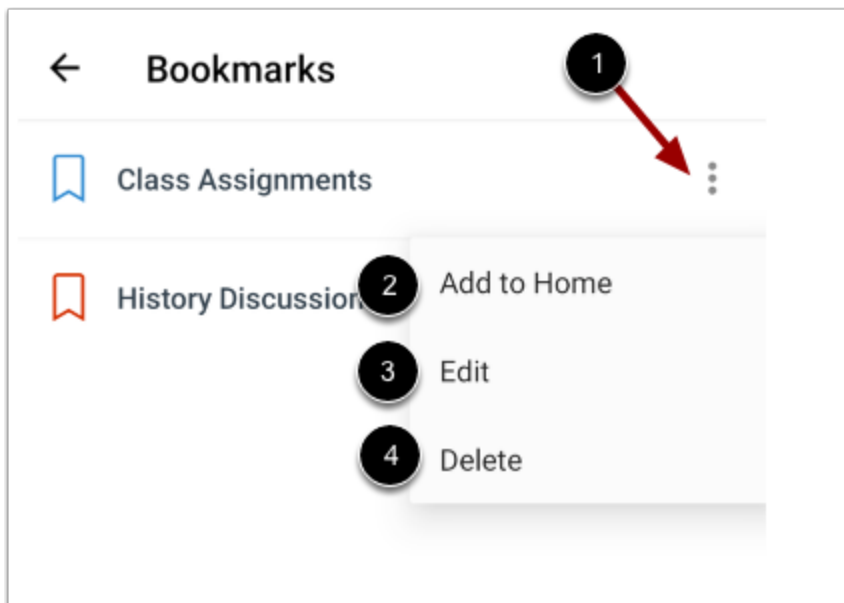 Bookmarks
1
Class Assignments
2
Add to Home
History Discussion
3
Edit
4
Delete